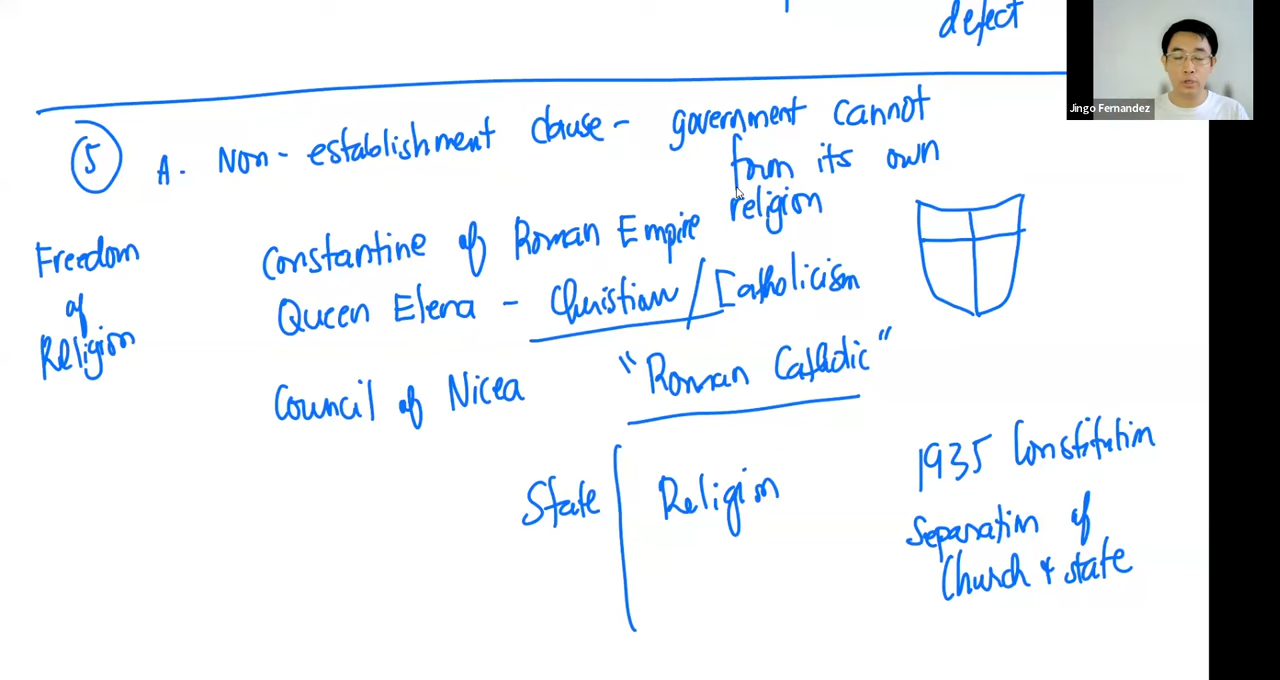 defect
Jingo Fernandez
5 A. Non-establishment clause - government cannot
form its own
religion
Freedom
of
Religion
Constantine of Roman Empire
Queen Elena - Christian / Catholicism
Council of Nicea "Roman Catholic"
State | Religion
1935 Constitution
Separation of
Church & state